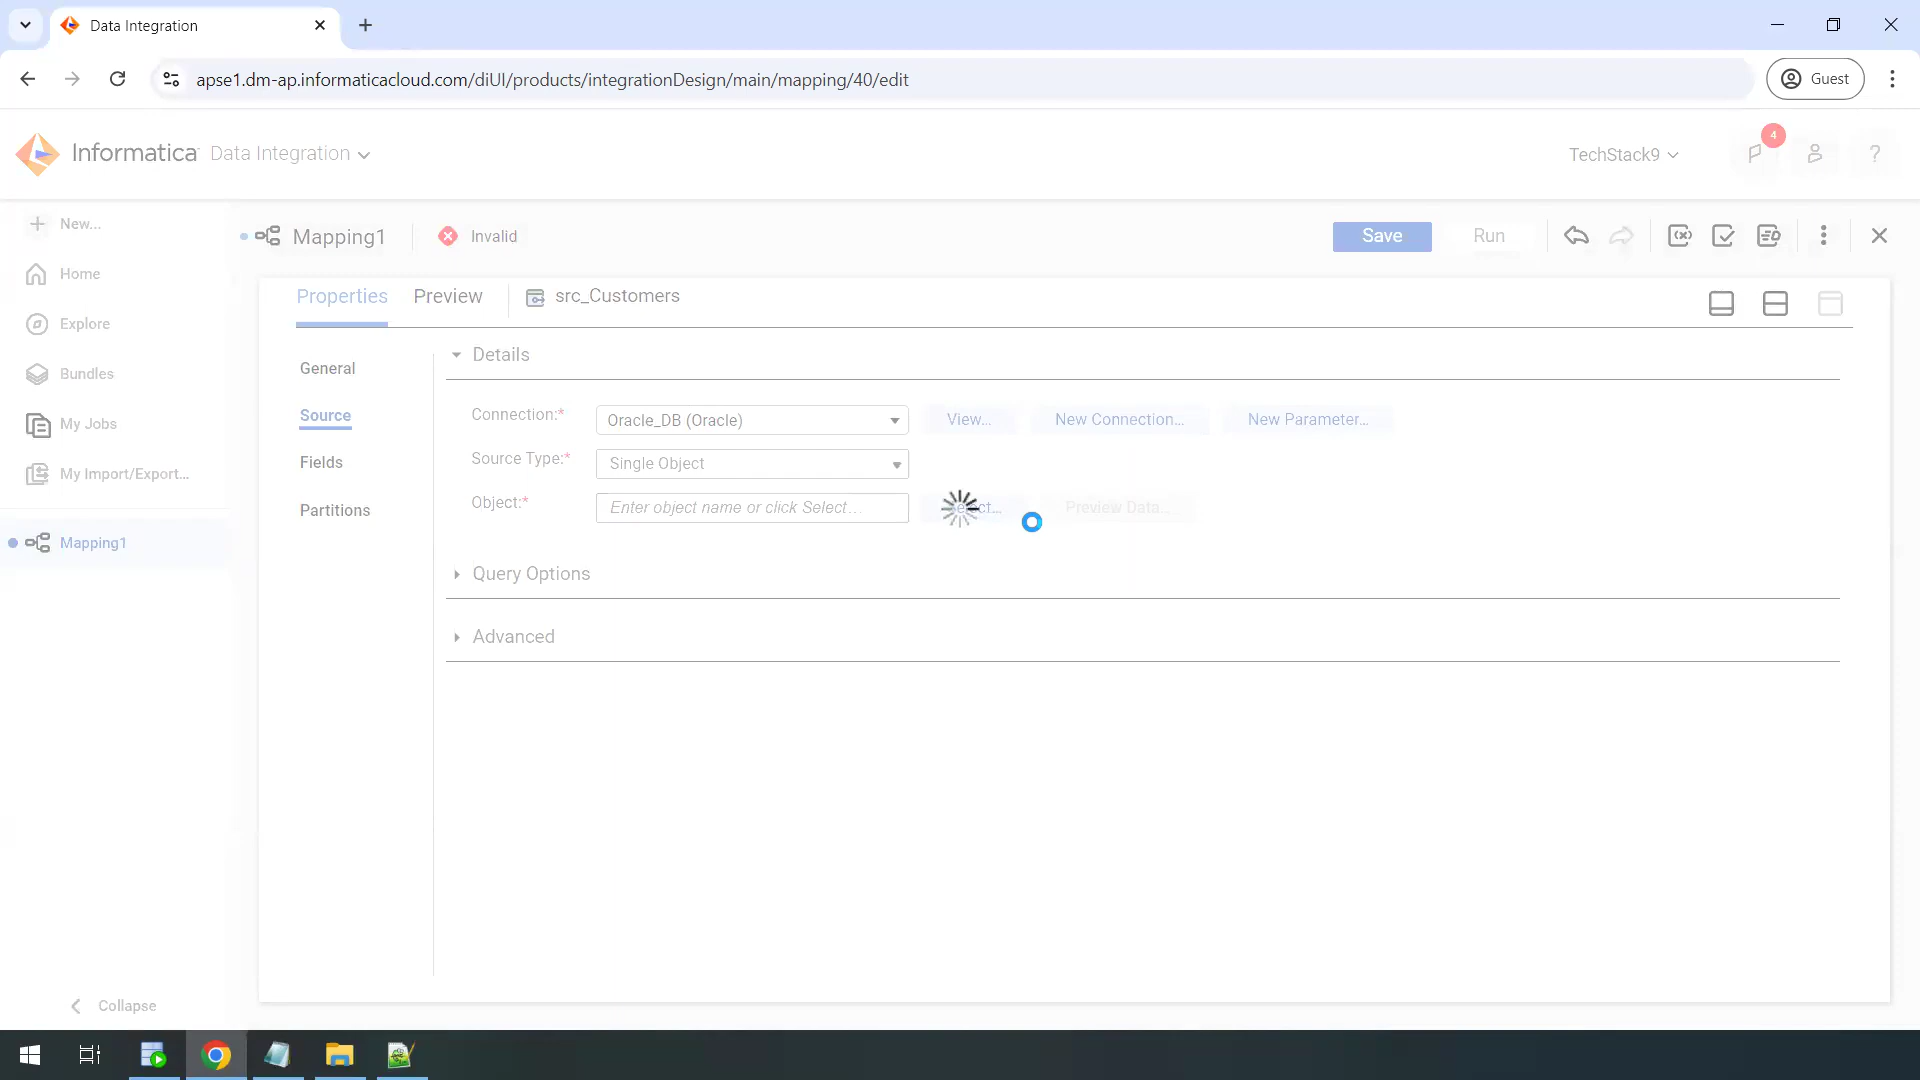 Data Integration
apse1.dm-ap.informaticacloud.com/diUI/products/integrationDesign/main/mapping/40/edit
Guest
Informatica Data Integration
TechStack9
4
?
New...
Mapping1
Invalid
Save
Run
Home
Explore
Bundles
My Jobs
My Import/Export...
Mapping1
Collapse
Properties
Preview
src_Customers
General
Source
Fields
Partitions
Details
Connection:*
Oracle_DB (Oracle)
View...
New Connection...
New Parameter...
Source Type:*
Single Object
Object:*
Enter object name or click Select...
Preview Data...
Query Options
Advanced